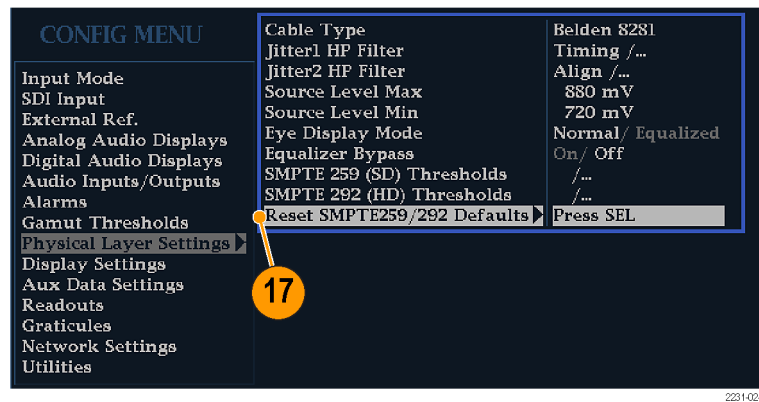 CONFIG MENU
Input Mode
SDI Input
External Ref.
Analog Audio Displays
Digital Audio Displays
Audio Inputs/Outputs
Alarms
Gamut Thresholds
Physical Layer Settings
Display Settings
Aux Data Settings
Readouts
Graticules
Network Settings
Utilities
Cable Type Belden 8281
Jitter1 HP Filter Timing /...
Jitter2 HP Filter Align /...
Source Level Max 880 mV
Source Level Min 720 mV
Eye Display Mode Normal/ Equalized
Equalizer Bypass On/ Off
SMPTE 259 (SD) Thresholds /...
SMPTE 292 (HD) Thresholds /...
Reset SMPTE259/292 Defaults Press SEL
17
2231-02